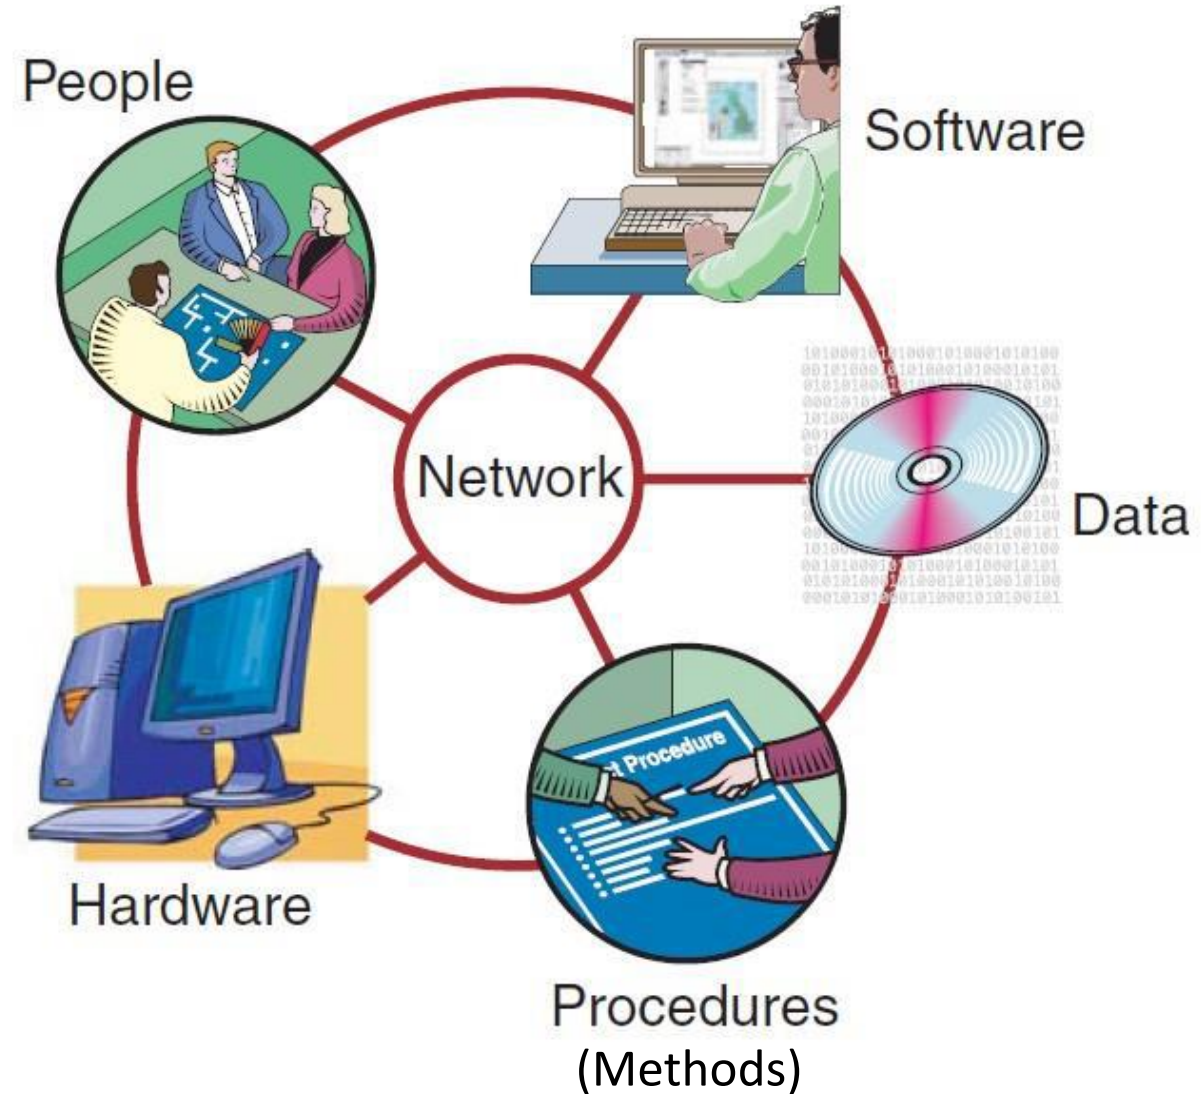 People
Software
Network
Data
Procedure
Hardware
Procedures
(Methods)